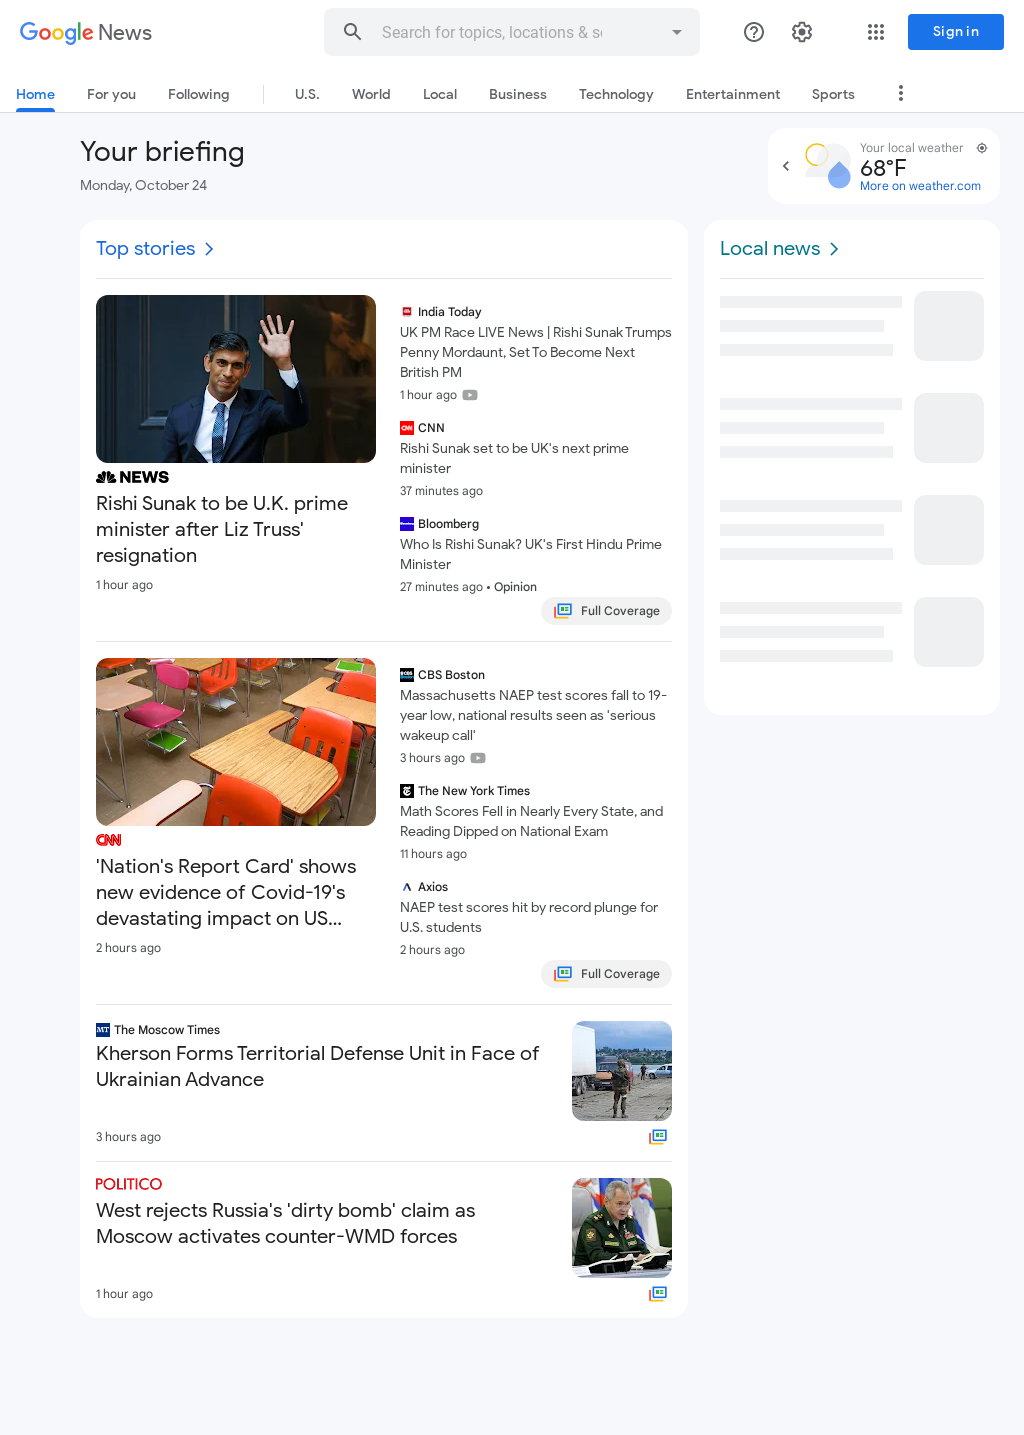 Google News
Search for topics, locations & so
Sign in
Home
For you
Following
U.S.
World
Local
Business
Technology
Entertainment
Sports
Your briefing
Monday, October 24
Your local weather
68°F
More on weather.com
Top stories
NEWS
Rishi Sunak to be U.K. prime
minister after Liz Truss'
resignation
1 hour ago
India Today
UK PM Race LIVE News | Rishi Sunak Trumps
Penny Mordaunt, Set To Become Next
British PM
1 hour ago
CNN
Rishi Sunak set to be UK's next prime
minister
37 minutes ago
Bloomberg
Who Is Rishi Sunak? UK's First Hindu Prime
Minister
27 minutes ago • Opinion
Full Coverage
CNN
'Nation's Report Card' shows
new evidence of Covid-19's
devastating impact on US...
2 hours ago
CBS Boston
Massachusetts NAEP test scores fall to 19-
year low, national results seen as 'serious
wakeup call'
3 hours ago
The New York Times
Math Scores Fell in Nearly Every State, and
Reading Dipped on National Exam
11 hours ago
Axios
NAEP test scores hit by record plunge for
U.S. students
2 hours ago
Full Coverage
MT The Moscow Times
Kherson Forms Territorial Defense Unit in Face of
Ukrainian Advance
3 hours ago
POLITICO
West rejects Russia's 'dirty bomb' claim as
Moscow activates counter-WMD forces
1 hour ago
Local news